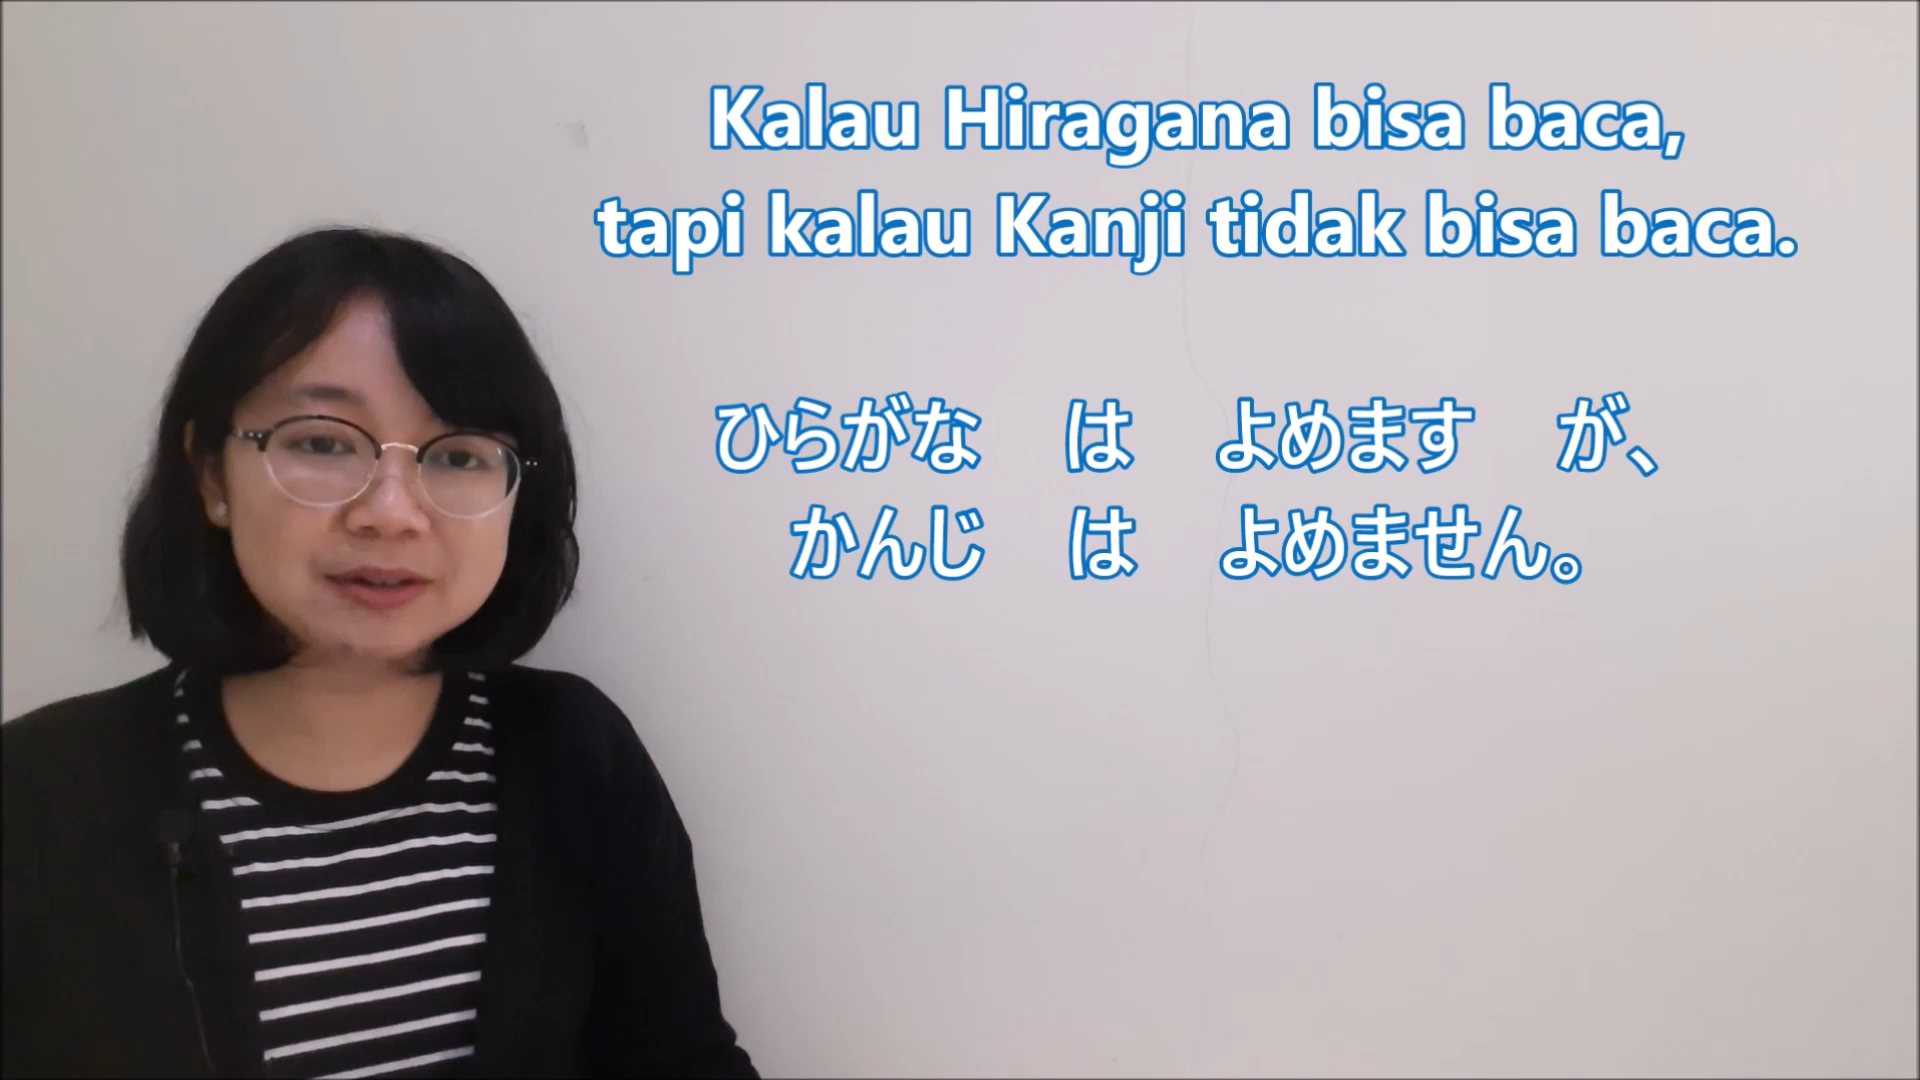 Kalau Hiragana bisa baca,
tapi kalau Kanji tidak bisa baca.
ひらがな　は　よめます　が、
かんじ　は　よめません。